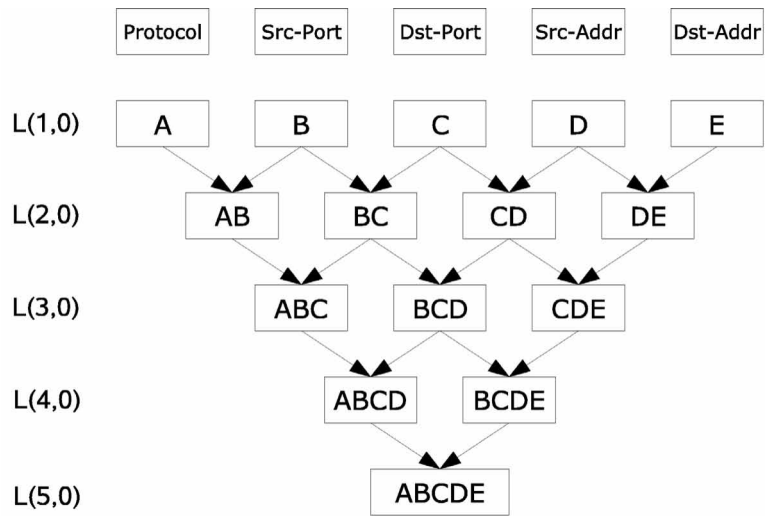 Protocol Src-Port Dst-Port Src-Addr Dst-Addr
L(1,0) A B C D E
L(2,0) AB BC CD DE
L(3,0) ABC BCD CDE
L(4,0) ABCD BCDE
L(5,0) ABCDE